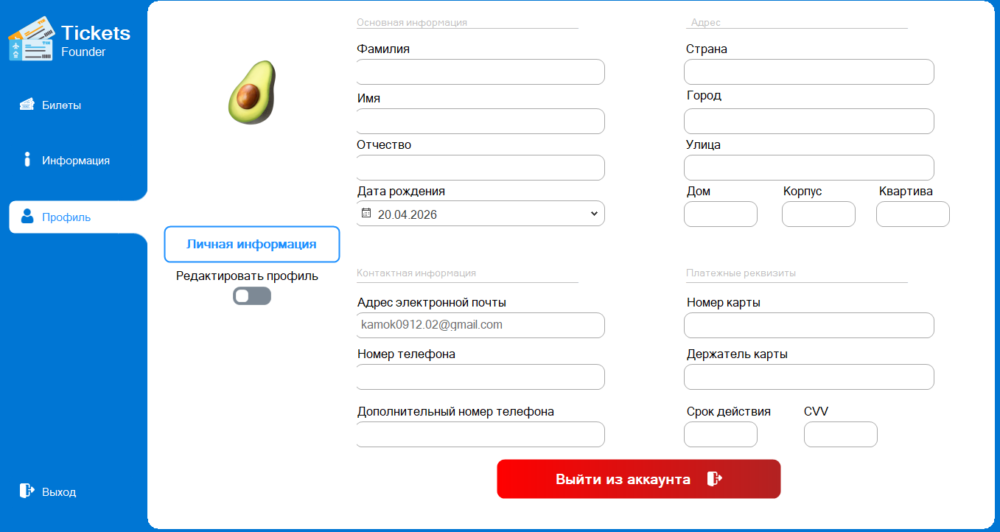 Tickets
Founder
Билеты
Информация
Профиль
Выход
Личная информация
Редактировать профиль
Основная информация
Фамилия
Имя
Отчество
Дата рождения
20.04.2026
Контактная информация
Адрес электронной почты
kamok0912.02@gmail.com
Номер телефона
Дополнительный номер телефона
Адрес
Страна
Город
Улица
Дом Корпус Квартива
Платежные реквизиты
Номер карты
Держатель карты
Срок действия CVV
Выйти из аккаунта